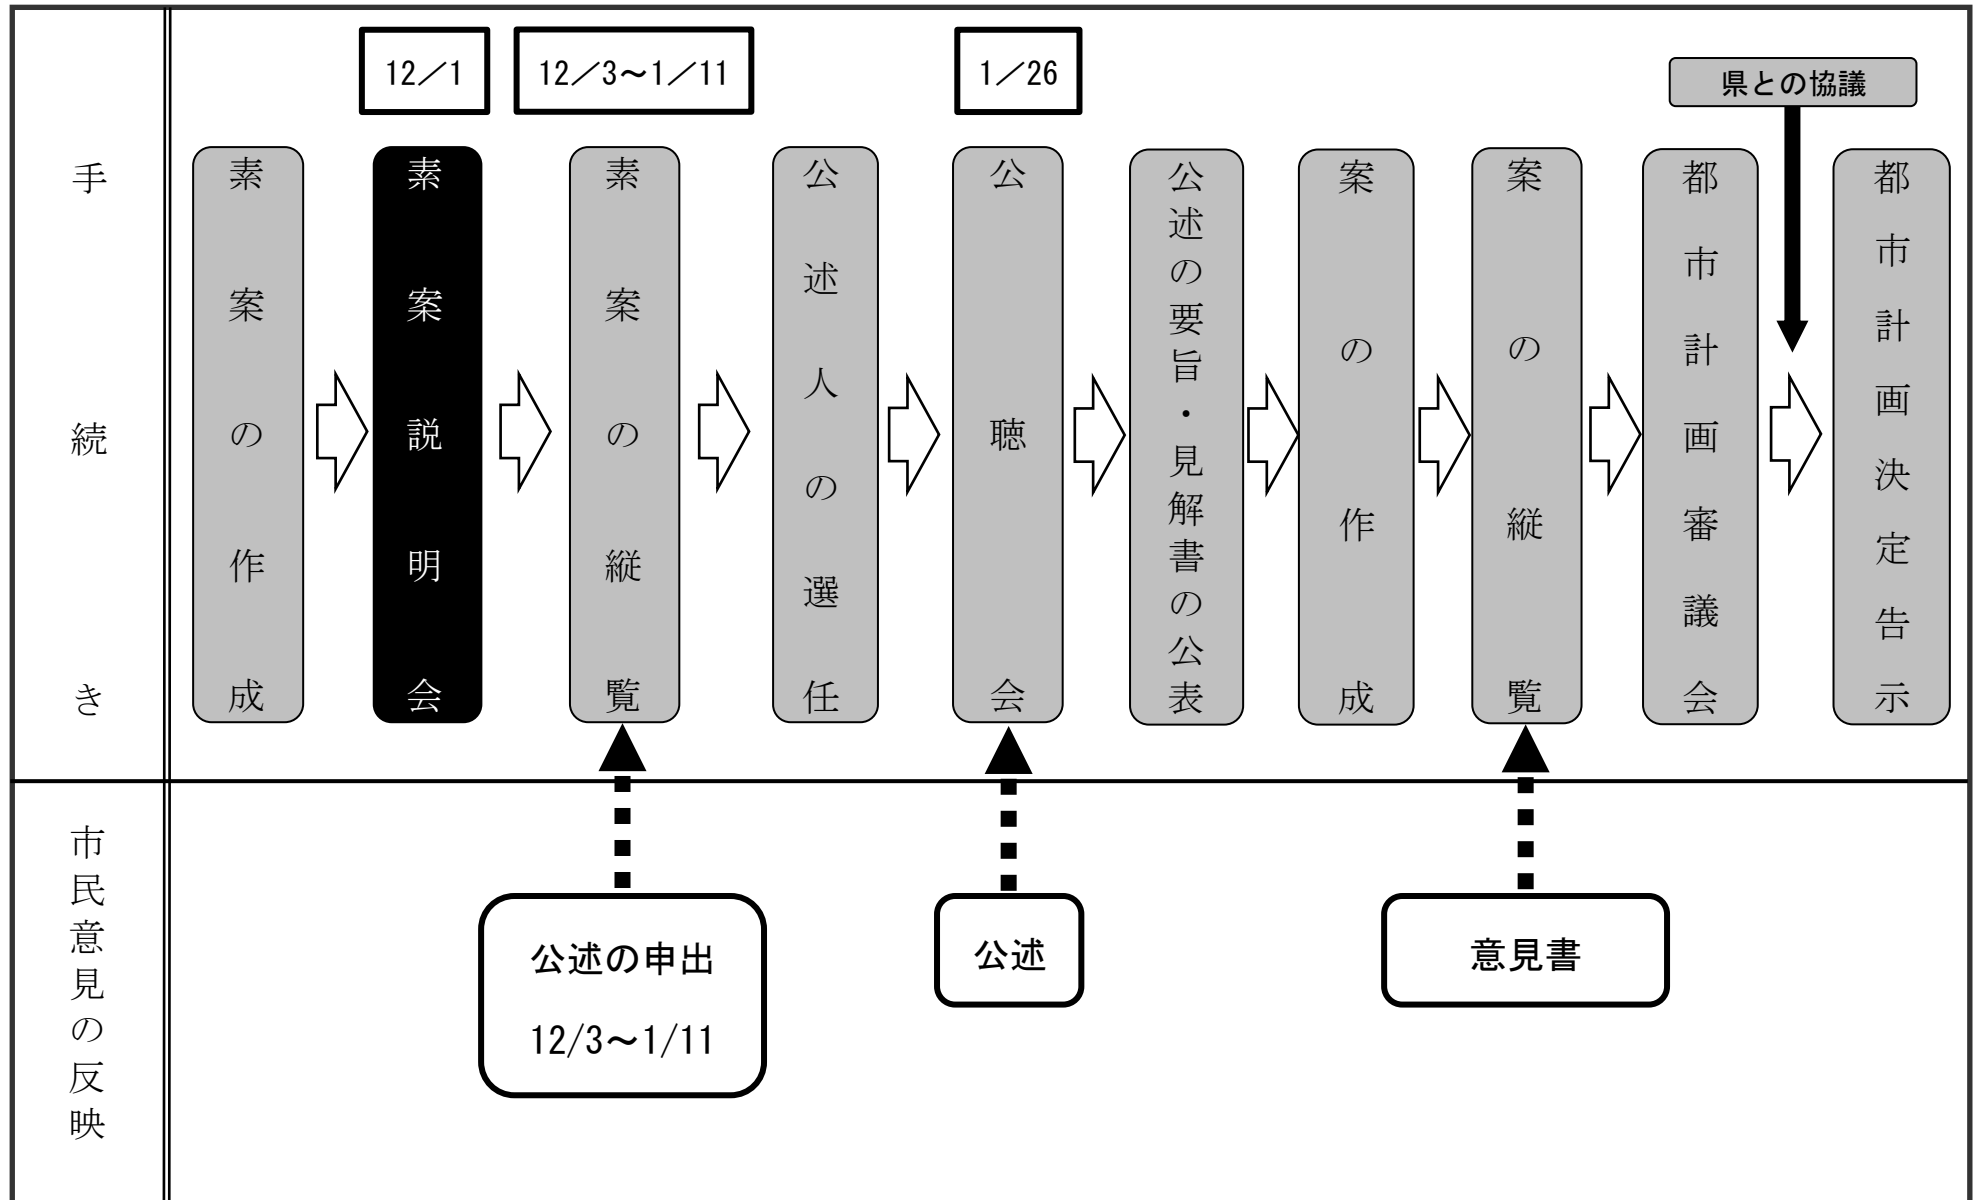 12／1
12／3～1／11
1／26
県との協議
手続き
素案の作成
素案説明会
素案の縦覧
公述人の選任
公聴会
公述の要旨・見解書の公表
案の作成
案の縦覧
都市計画審議会
都市計画決定告示
市民意見の反映
公述の申出
12/3～1/11
公述
意見書